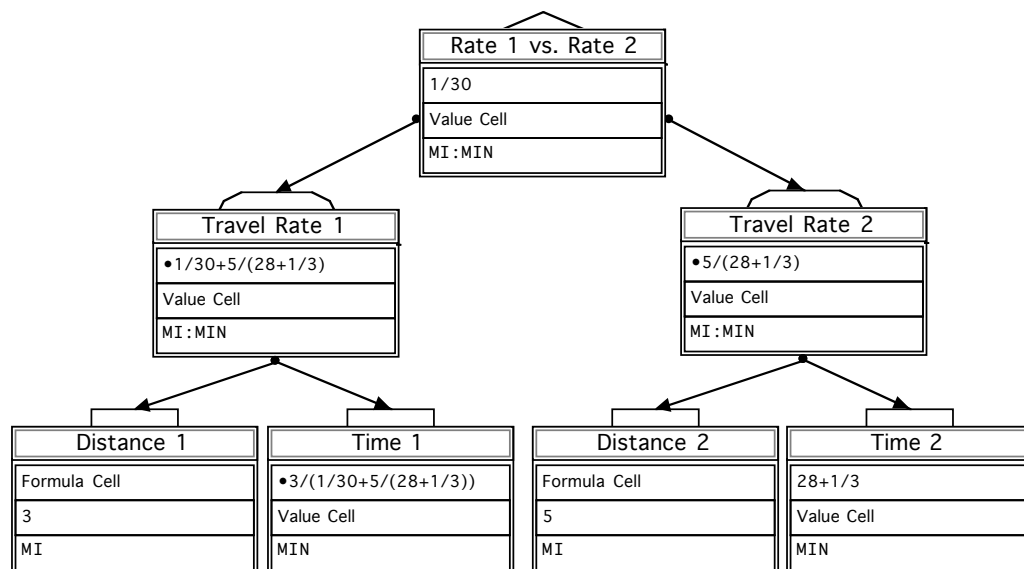 Rate 1 vs. Rate 2
1/30
Value Cell
MI:MIN
Travel Rate 1
•1/30+5/(28+1/3)
Value Cell
MI:MIN
Travel Rate 2
•5/(28+1/3)
Value Cell
MI:MIN
Distance 1
Formula Cell
3
MI
Time 1
•3/(1/30+5/(28+1/3))
Value Cell
MIN
Distance 2
Formula Cell
5
MI
Time 2
28+1/3
Value Cell
MIN